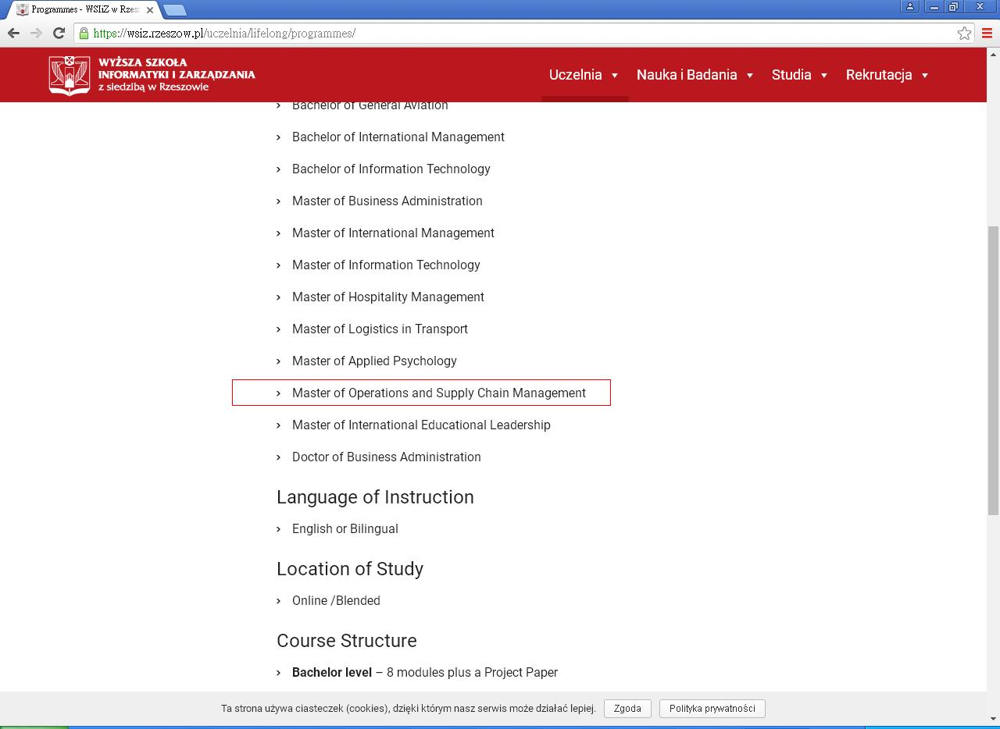 Programmes - WSIiZ w Rzes
https://wsiz.rzeszow.pl/uczelnia/lifelong/programmes/
WYŻSZA SZKOŁA
INFORMATYKI I ZARZĄDZANIA
z siedzibą w Rzeszowie
Uczelnia
Nauka i Badania
Studia
Rekrutacja
Bachelor of General Aviation
Bachelor of International Management
Bachelor of Information Technology
Master of Business Administration
Master of International Management
Master of Information Technology
Master of Hospitality Management
Master of Logistics in Transport
Master of Applied Psychology
Master of Operations and Supply Chain Management
Master of International Educational Leadership
Doctor of Business Administration
Language of Instruction
English or Bilingual
Location of Study
Online /Blended
Course Structure
Bachelor level – 8 modules plus a Project Paper
Ta strona używa ciasteczek (cookies), dzięki którym nasz serwis może działać lepiej.
Zgoda
Polityka prywatności